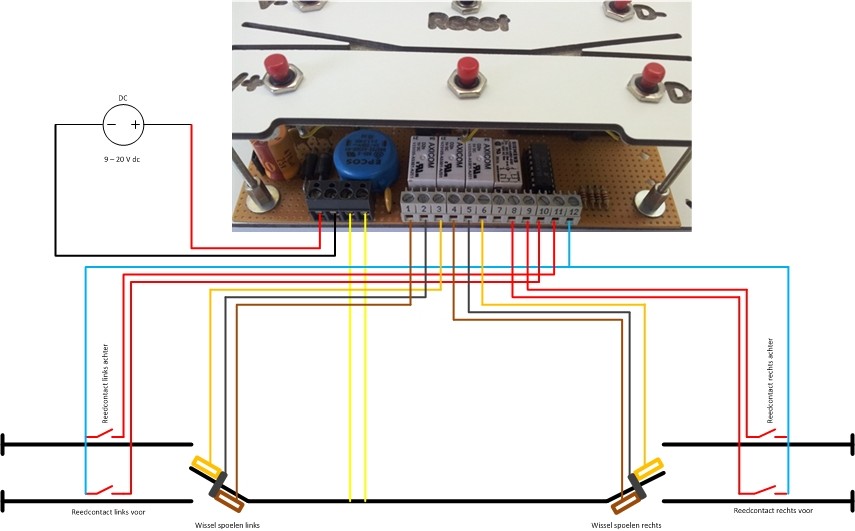 Reset
D-
DC
9 – 20 V dc
D
EPCOS
AXICOM
AXICOM
AXICOM
1 2 3 4 5 6 7 8 9 10 11 12
Reedcontact links achter
Reedcontact rechts achter
Reedcontact links voor
Wissel spoelen links
Wissel spoelen rechts
Reedcontact rechts voor